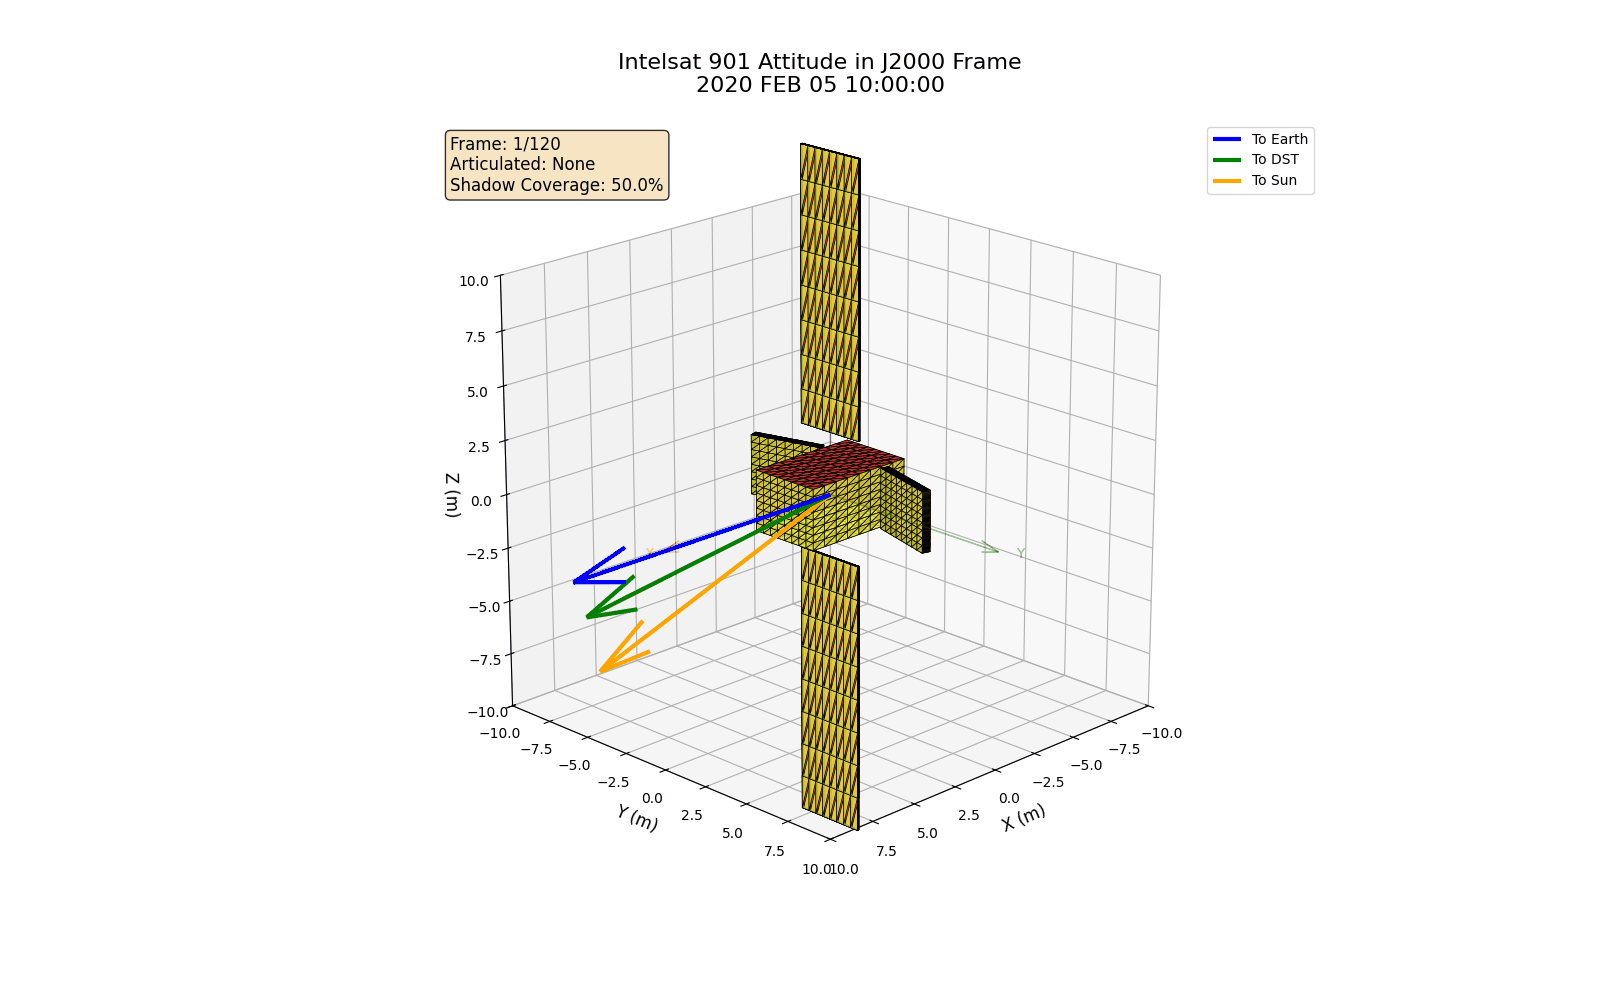 Intelsat 901 Attitude in J2000 Frame
2020 FEB 05 10:00:00
Frame: 1/120
Articulated: None
Shadow Coverage: 50.0%
To Earth
To DST
To Sun
10.0
7.5
5.0
2.5
0.0
−2.5
−5.0
−7.5
−10.0
Z (m)
X
Y
−10.0
−7.5
−5.0
−2.5
0.0
2.5
5.0
7.5
10.0
Y (m)
−10.0
−7.5
−5.0
−2.5
0.0
2.5
5.0
7.5
10.0
X (m)